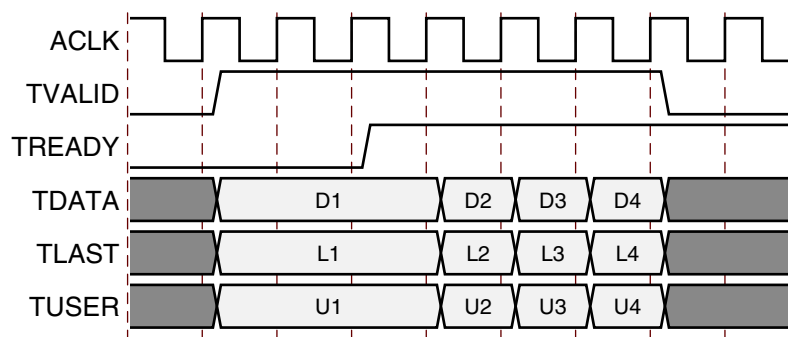 ACLK
TVALID
TREADY
TDATA D1 D2 D3 D4
TLAST L1 L2 L3 L4
TUSER U1 U2 U3 U4